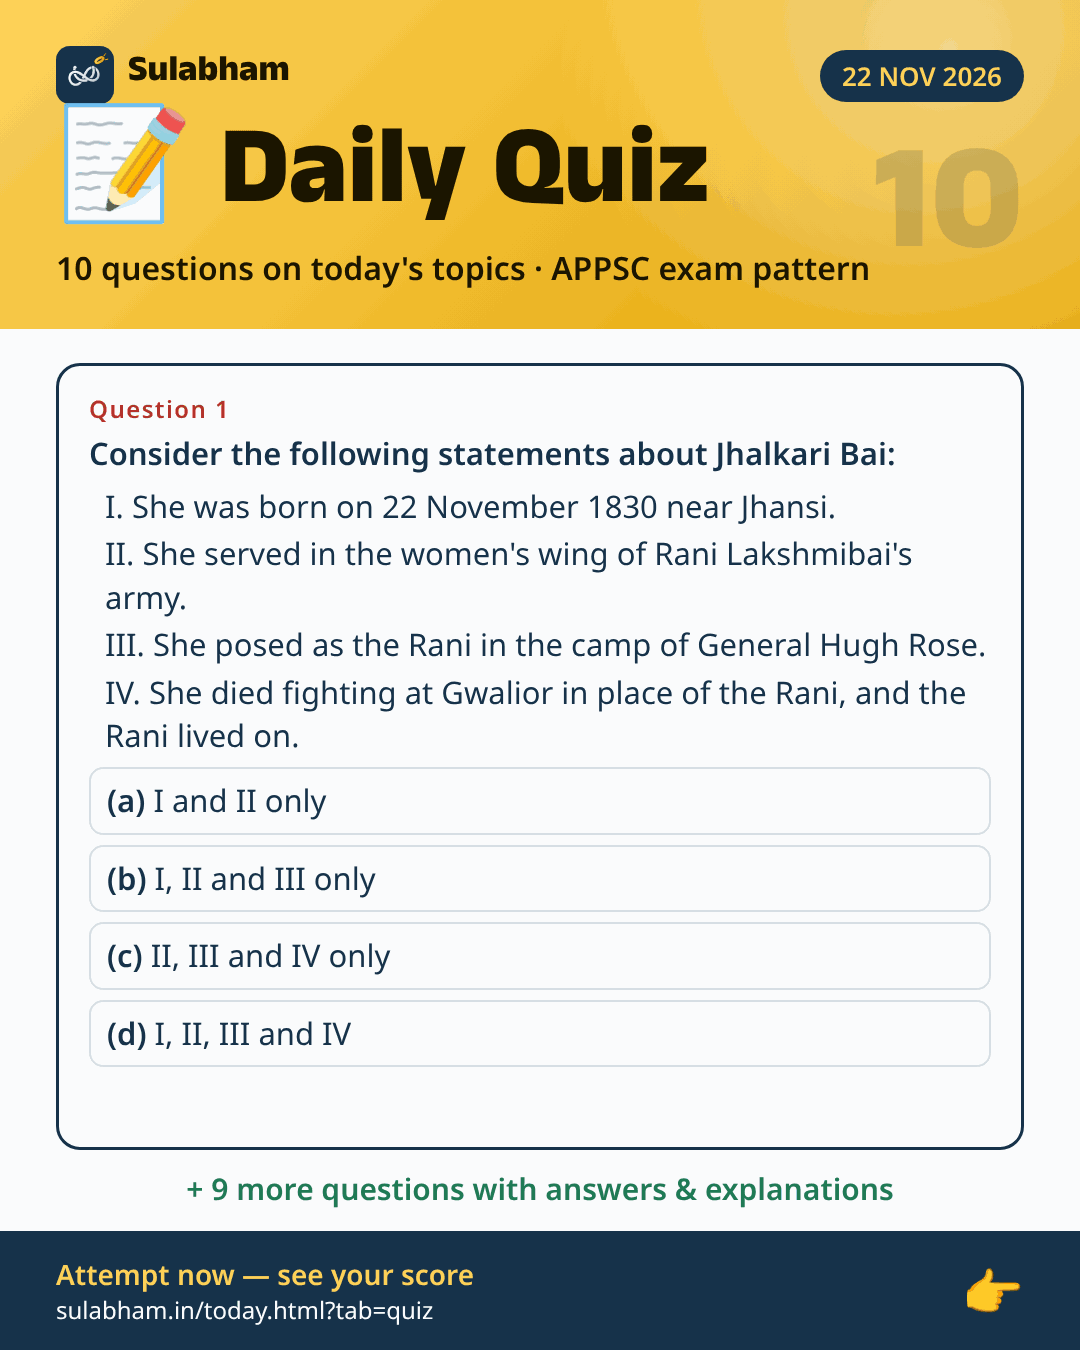 Sulabham
22 NOV 2026
Daily Quiz
10
10 questions on today's topics · APPSC exam pattern
Question 1
Consider the following statements about Jhalkari Bai:
I. She was born on 22 November 1830 near Jhansi.
II. She served in the women's wing of Rani Lakshmibai's
army.
III. She posed as the Rani in the camp of General Hugh Rose.
IV. She died fighting at Gwalior in place of the Rani, and the
Rani lived on.
(a) I and II only
(b) I, II and III only
(c) II, III and IV only
(d) I, II, III and IV
+ 9 more questions with answers & explanations
Attempt now — see your score
sulabham.in/today.html?tab=quiz